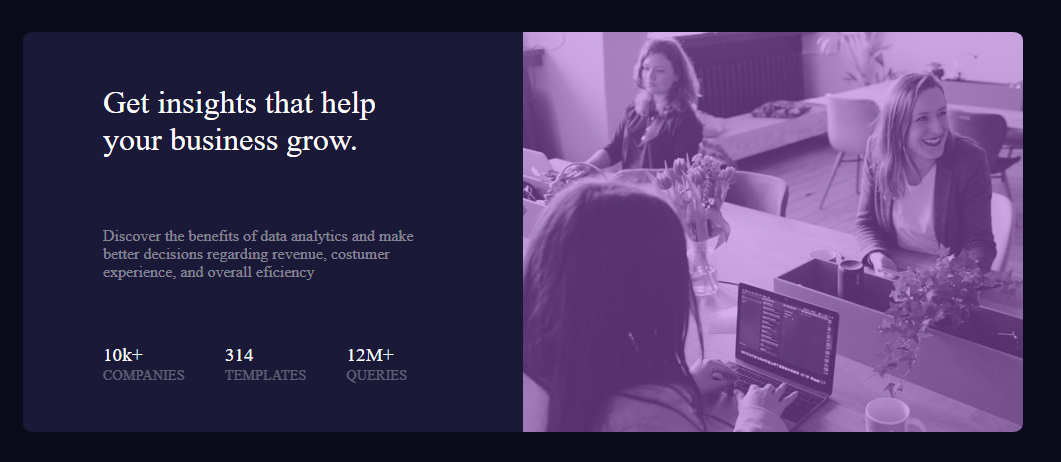 Get insights that help
your business grow.
Discover the benefits of data analytics and make
better decisions regarding revenue, costumer
experience, and overall eficiency
10k+ 314 12M+
COMPANIES TEMPLATES QUERIES